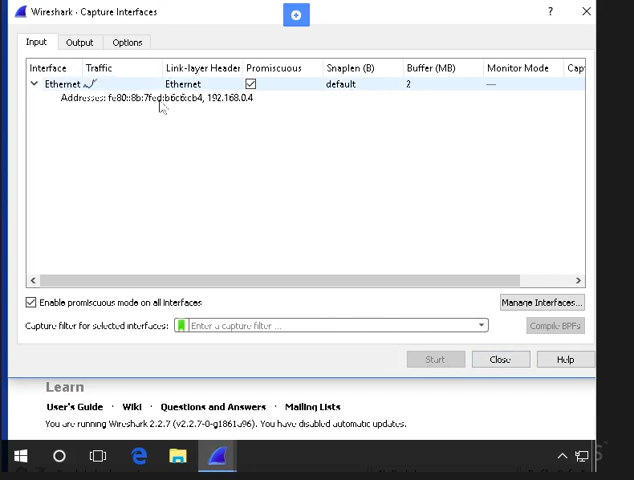 Wireshark · Capture Interfaces
Input Output Options
Interface Traffic Link-layer Header Promiscuous Snaplen (B) Buffer (MB) Monitor Mode Capt
Ethernet Ethernet default 2 —
Addresses: fe80::8b:7fed:b6c6:cb4, 192.168.0.4
Enable promiscuous mode on all interfaces Manage Interfaces...
Capture filter for selected interfaces: Enter a capture filter ... Compile BPFs
Start Close Help
Learn
User's Guide · Wiki · Questions and Answers · Mailing Lists
You are running Wireshark 2.2.7 (v2.2.7-0-g1861a96). You have disabled automatic updates.